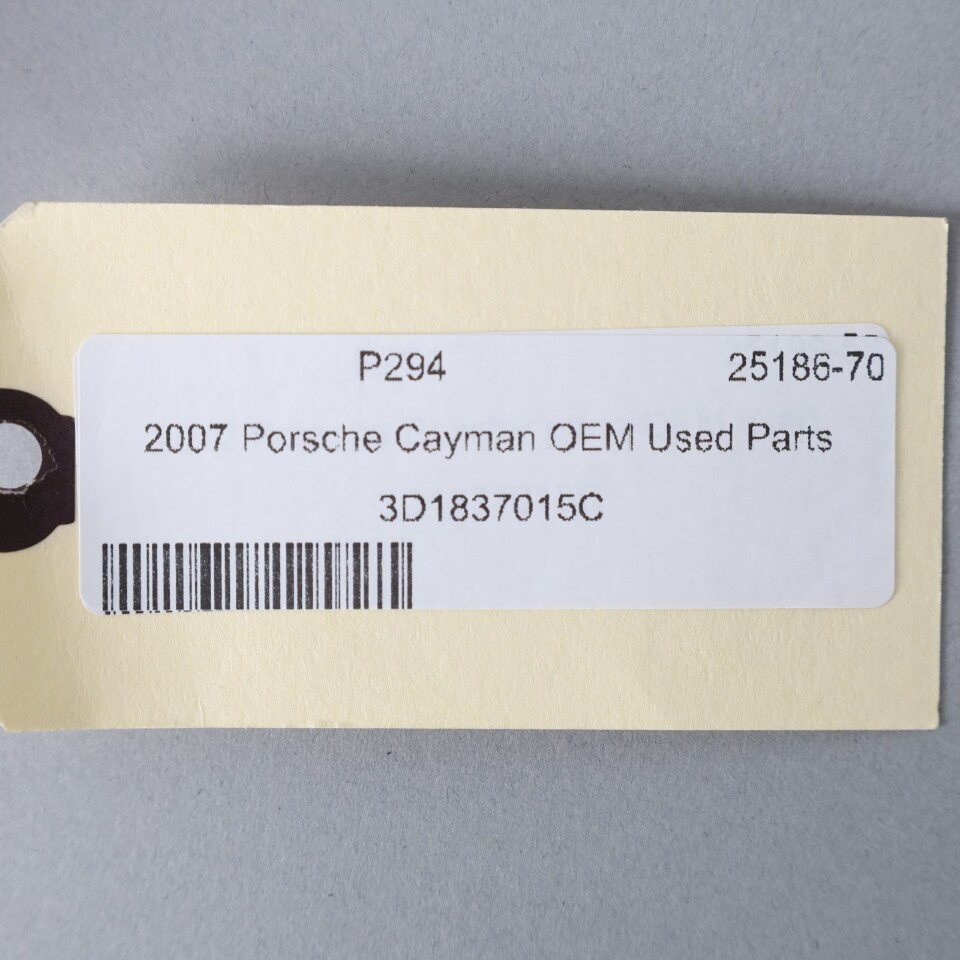 P294 25186-70
2007 Porsche Cayman OEM Used Parts
3D1837015C